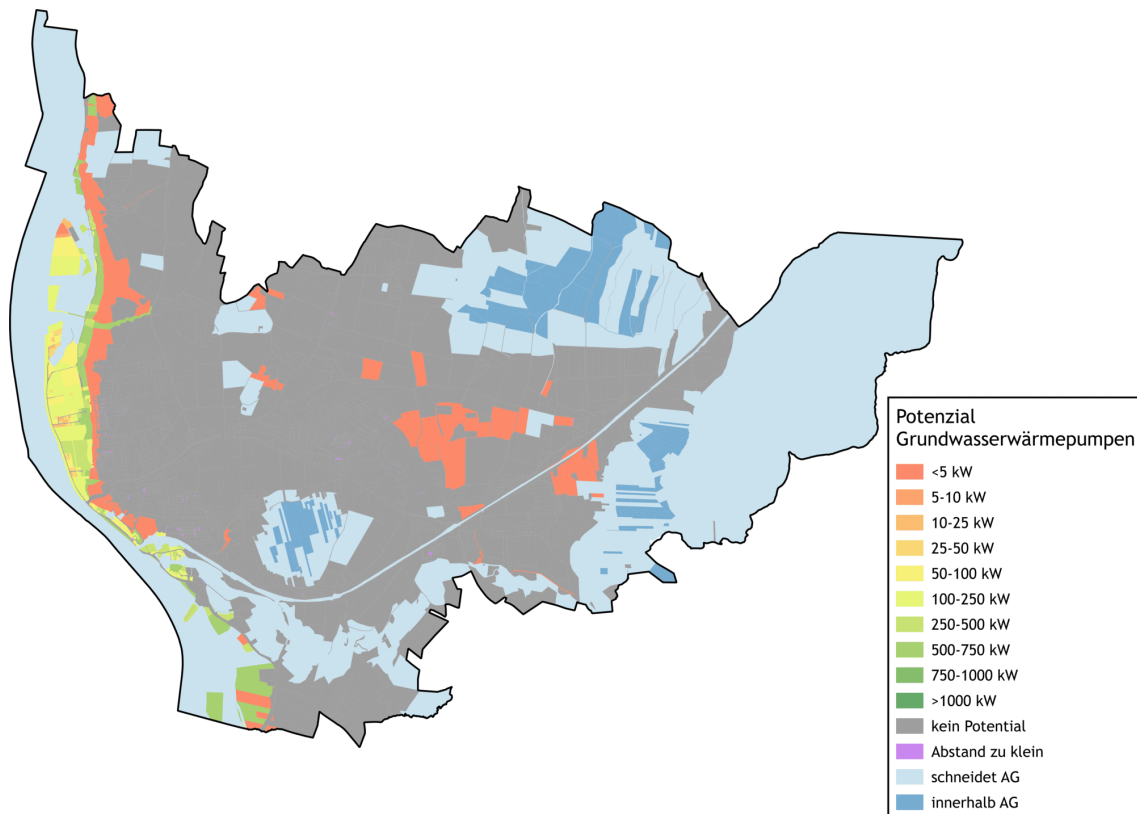 Potenzial
Grundwasserwärmepumpen
<5 kW
5-10 kW
10-25 kW
25-50 kW
50-100 kW
100-250 kW
250-500 kW
500-750 kW
750-1000 kW
>1000 kW
kein Potential
Abstand zu klein
schneidet AG
innerhalb AG